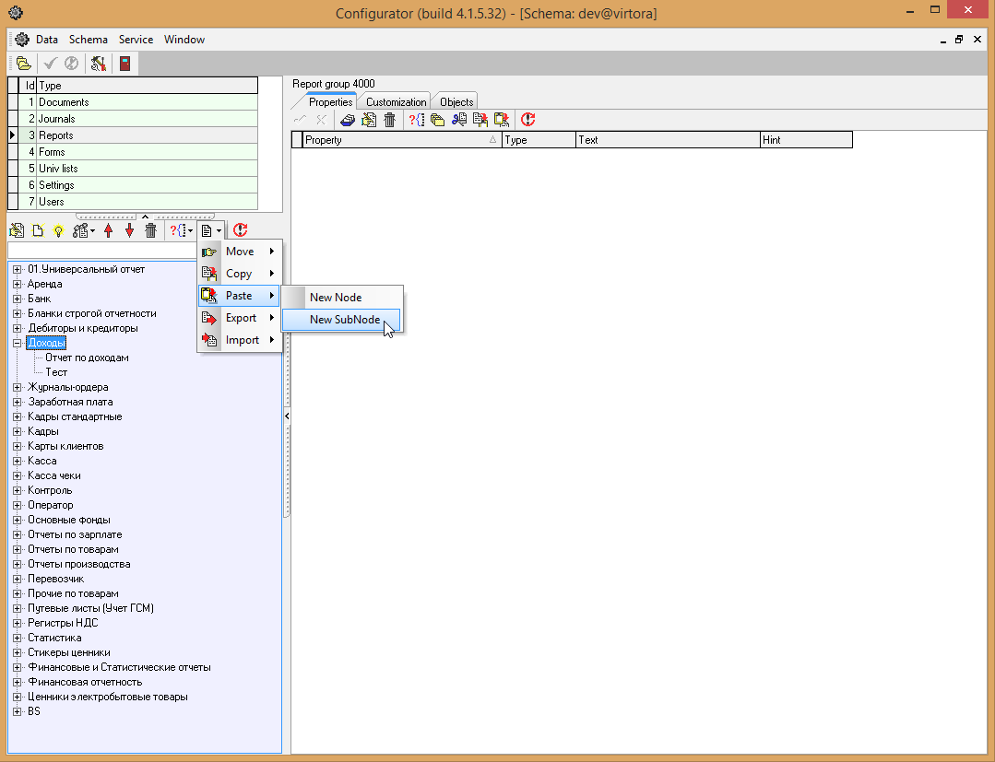 Configurator (build 4.1.5.32) - [Schema: dev@virtora]
Data Schema Service Window
Report group 4000
Properties Customization Objects
Property Type Text Hint
Id Type
1 Documents
2 Journals
3 Reports
4 Forms
5 Univ lists
6 Settings
7 Users
Move
Copy
Paste
Export
Import
New Node
New SubNode
01.Универсальный отчет
Аренда
Банк
Бланки строгой отчетности
Дебиторы и кредиторы
Доходы
Отчет по доходам
Тест
Журналы-ордера
Заработная плата
Кадры стандартные
Кадры
Карты клиентов
Касса
Касса чеки
Контроль
Оператор
Основные фонды
Отчеты по зарплате
Отчеты по товарам
Отчеты производства
Перевозчик
Прочие по товарам
Путевые листы (Учет ГСМ)
Регистры НДС
Статистика
Стикеры ценники
Финансовые и Статистические отчеты
Финансовая отчетность
Ценники электробытовые товары
BS